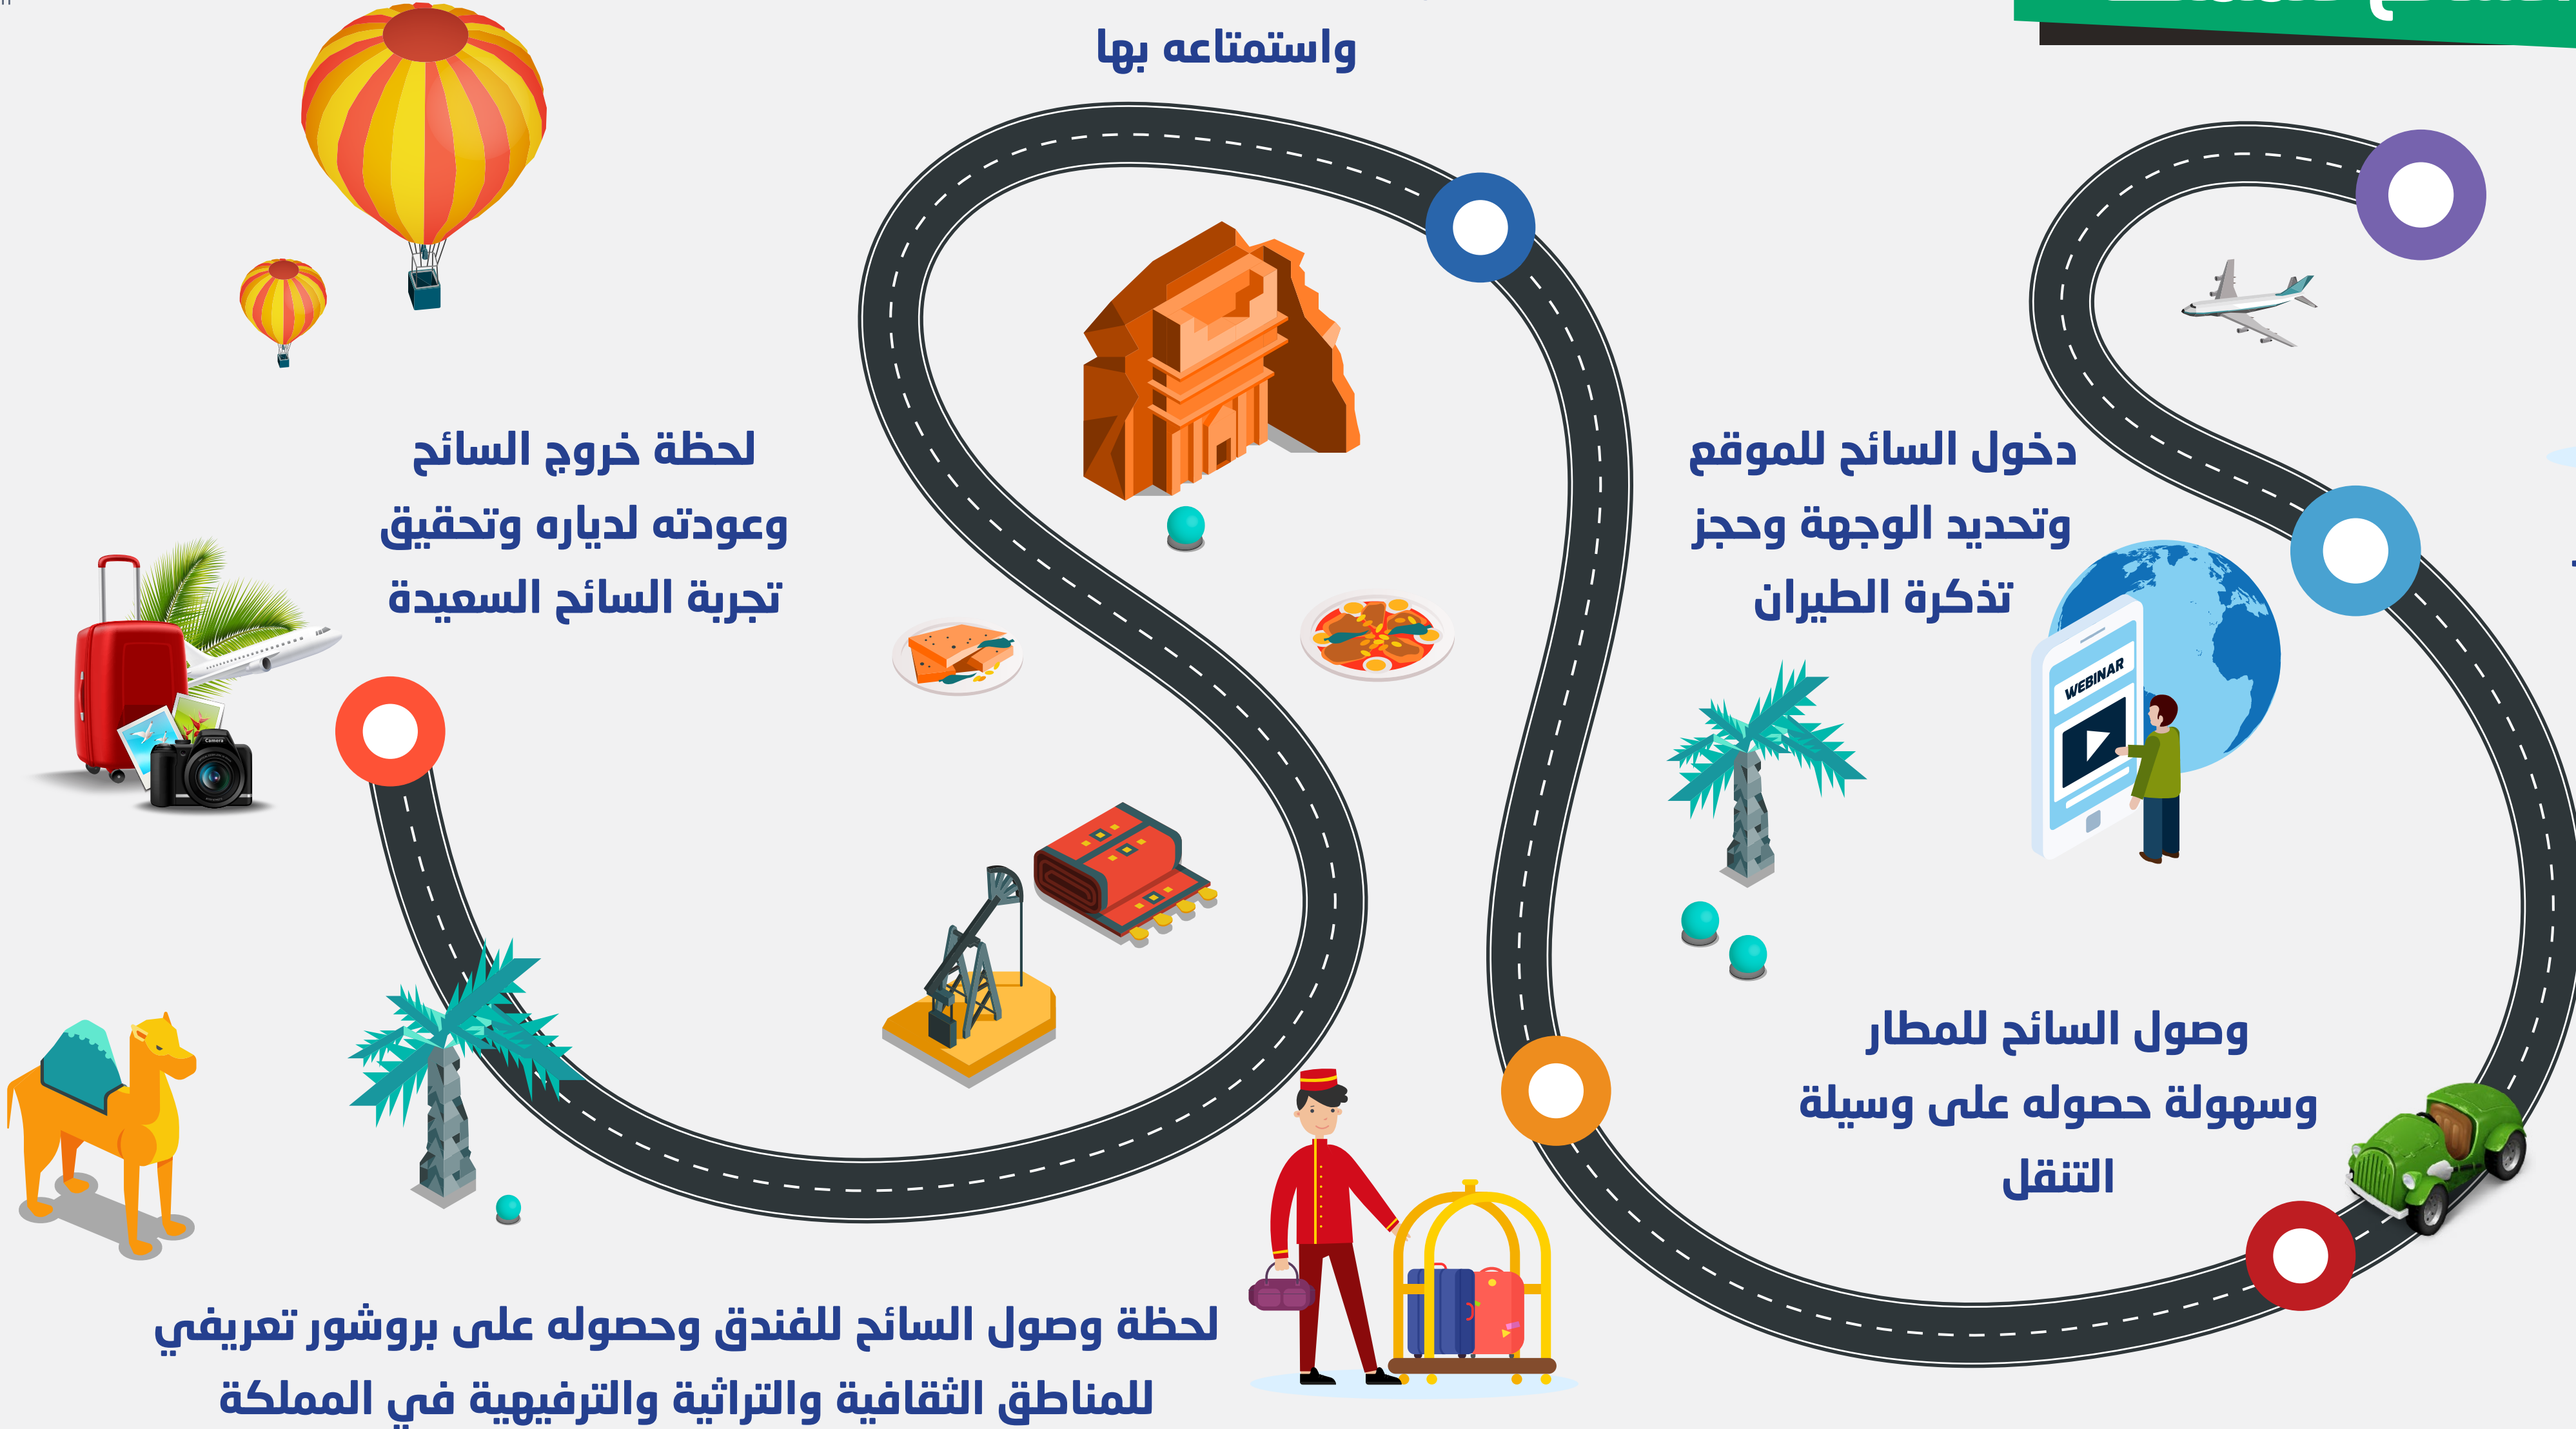 واستمتاعه بها
دخول السائح للموقع
وتحديد الوجهة وحجز
تذكرة الطيران
WEBINAR
وصول السائح للمطار
وسهولة حصوله على وسيلة
التنقل
لحظة خروج السائح
وعودته لدياره وتحقيق
تجربة السائح السعيدة
Camera
لحظة وصول السائح للفندق وحصوله على بروشور تعريفي
للمناطق الثقافية والتراثية والترفيهية في المملكة